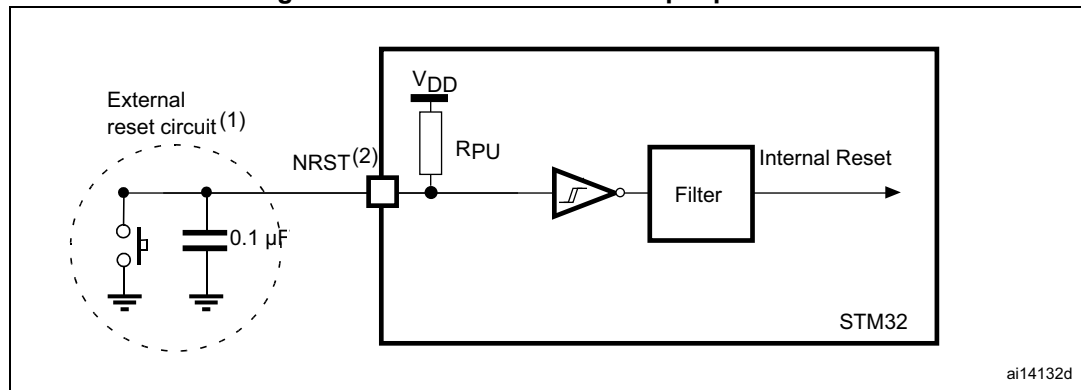 VDD
External
reset circuit(1)
NRST(2)
RPU
Internal Reset
Filter
0.1 µF
STM32
ai14132d